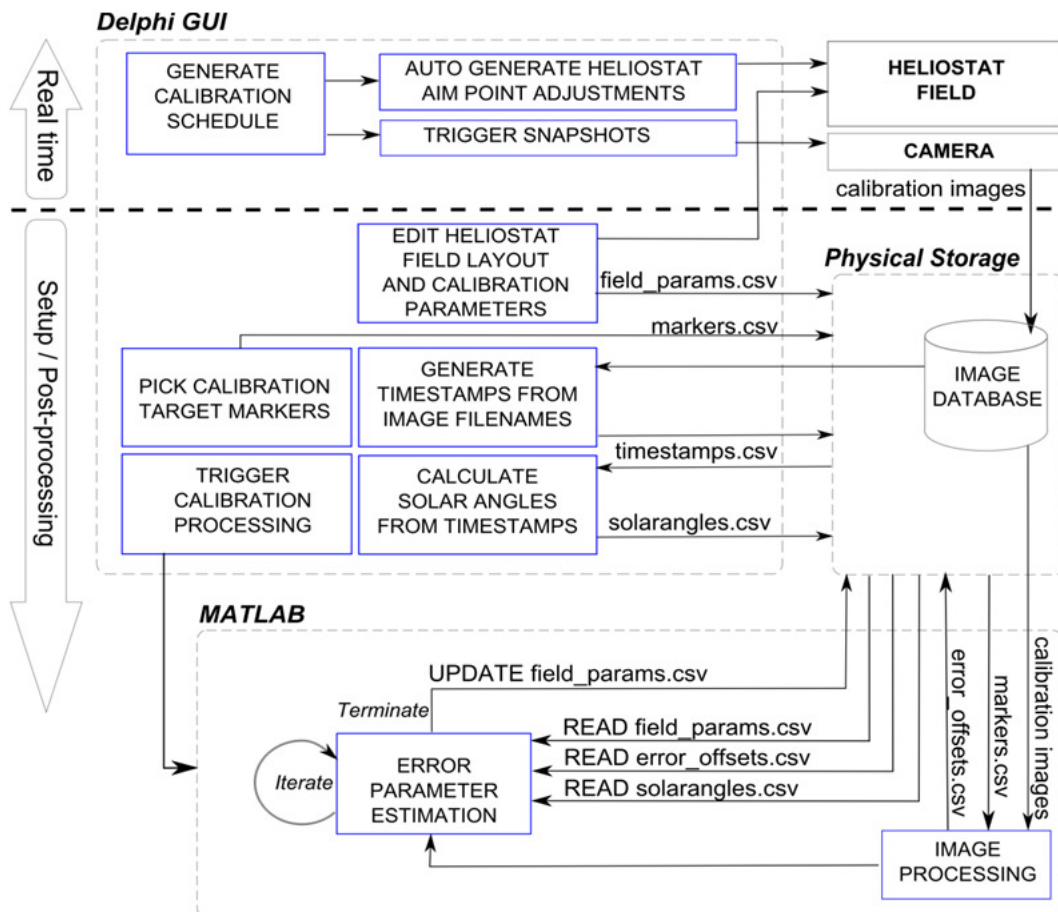 Delphi GUI
Real time
GENERATE
CALIBRATION
SCHEDULE
AUTO GENERATE HELIOSTAT
AIM POINT ADJUSTMENTS
TRIGGER SNAPSHOTS
HELIOSTAT
FIELD
CAMERA
calibration images
Setup / Post-processing
EDIT HELIOSTAT
FIELD LAYOUT
AND CALIBRATION
PARAMETERS
field_params.csv
markers.csv
Physical Storage
IMAGE
DATABASE
PICK CALIBRATION
TARGET MARKERS
GENERATE
TIMESTAMPS FROM
IMAGE FILENAMES
timestamps.csv
TRIGGER
CALIBRATION
PROCESSING
CALCULATE
SOLAR ANGLES
FROM TIMESTAMPS
solarangles.csv
MATLAB
UPDATE field_params.csv
Terminate
READ field_params.csv
READ error_offsets.csv
READ solarangles.csv
Iterate
ERROR
PARAMETER
ESTIMATION
error_offsets.csv
markers.csv
calibration images
IMAGE
PROCESSING